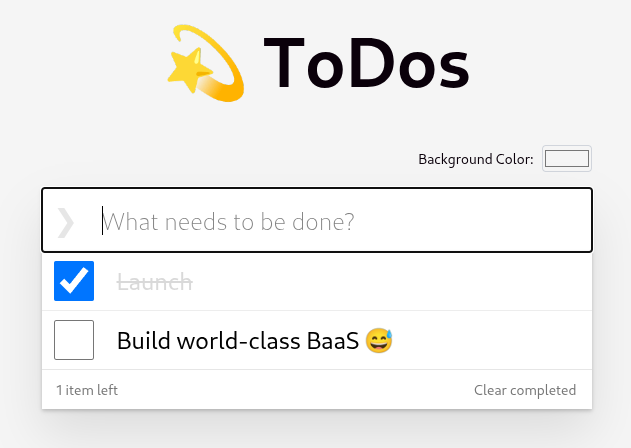 💫 ToDos
Background Color:
❯ What needs to be done?
Launch
Build world-class BaaS 😅
1 item left
Clear completed